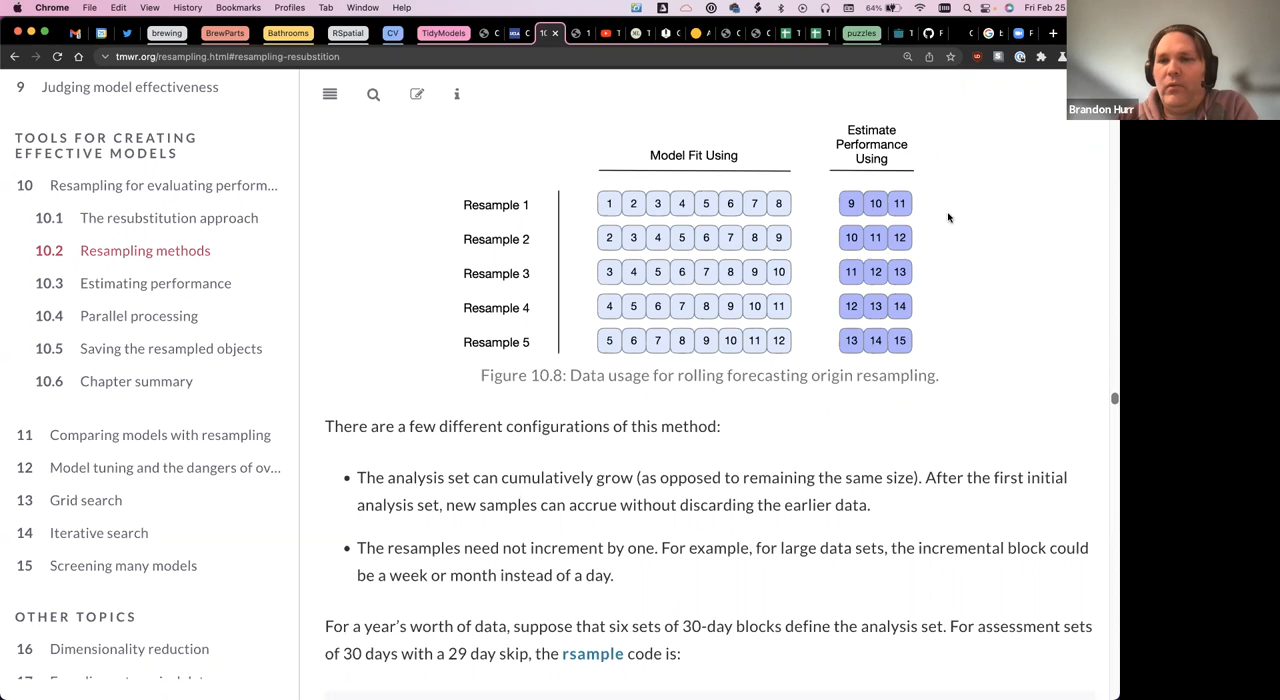 Chrome File Edit View History Bookmarks Profiles Tab Window Help 64% Fri Feb 25
brewing BrewParts Bathrooms RSpatial CV TidyModels puzzles
tmwr.org/resampling.html#resampling-resubstition
Brandon Hurr
9 Judging model effectiveness
TOOLS FOR CREATING
EFFECTIVE MODELS
10 Resampling for evaluating perform...
10.1 The resubstitution approach
10.2 Resampling methods
10.3 Estimating performance
10.4 Parallel processing
10.5 Saving the resampled objects
10.6 Chapter summary
11 Comparing models with resampling
12 Model tuning and the dangers of ov...
13 Grid search
14 Iterative search
15 Screening many models
OTHER TOPICS
16 Dimensionality reduction
Estimate
Performance
Using
Model Fit Using
Resample 1 1 2 3 4 5 6 7 8 9 10 11
Resample 2 2 3 4 5 6 7 8 9 10 11 12
Resample 3 3 4 5 6 7 8 9 10 11 12 13
Resample 4 4 5 6 7 8 9 10 11 12 13 14
Resample 5 5 6 7 8 9 10 11 12 13 14 15
Figure 10.8: Data usage for rolling forecasting origin resampling.
There are a few different configurations of this method:
• The analysis set can cumulatively grow (as opposed to remaining the same size). After the first initial
analysis set, new samples can accrue without discarding the earlier data.
• The resamples need not increment by one. For example, for large data sets, the incremental block could
be a week or month instead of a day.
For a year's worth of data, suppose that six sets of 30-day blocks define the analysis set. For assessment sets
of 30 days with a 29 day skip, the rsample code is: